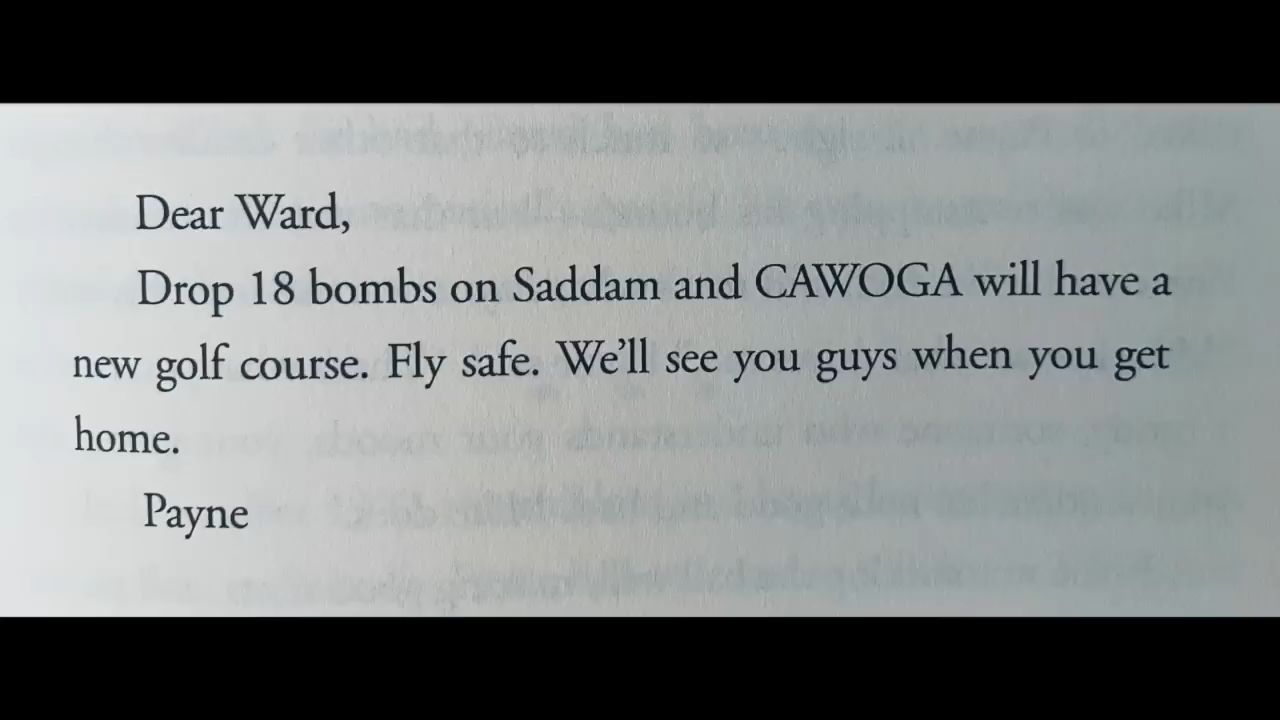 Dear Ward,
Drop 18 bombs on Saddam and CAWOGA will have a
new golf course. Fly safe. We'll see you guys when you get
home.
Payne